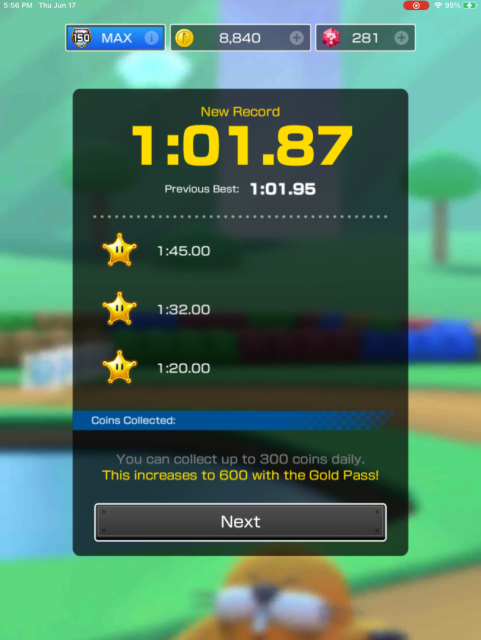 5:56 PM Thu Jun 17
95%
150 MAX i
8,840
281
New Record
1:01.87
Previous Best: 1:01.95
1:45.00
1:32.00
1:20.00
Coins Collected:
You can collect up to 300 coins daily.
This increases to 600 with the Gold Pass!
Next